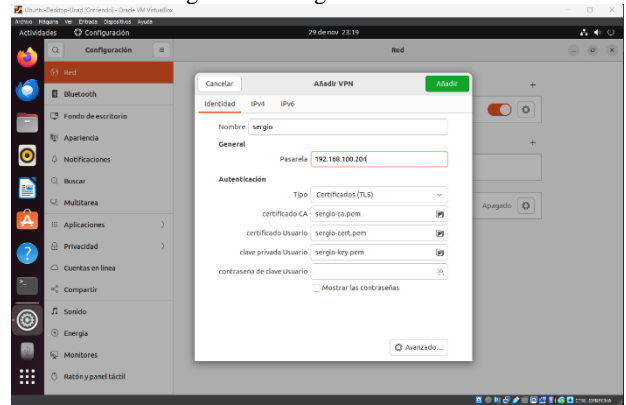 Ubuntu-Desktop-Unad [Corriendo] - Oracle VM VirtualBox
Archivo Máquina Ver Entrada Dispositivos Ayuda
Actividades Configuración 29 de nov 23:19
Configuración Red
Red
Bluetooth
Fondo de escritorio
Apariencia
Notificaciones
Buscar
Multitarea
Aplicaciones
Privacidad
Cuentas en línea
Compartir
Sonido
Energía
Monitores
Ratón y panel táctil
Cancelar Añadir VPN Añadir
Identidad IPv4 IPv6
Nombre sergio
General
Pasarela 192.168.100.204
Autenticación
Tipo Certificados (TLS)
certificado CA sergio-ca.pem
certificado Usuario sergio-cert.pem
clave privada Usuario sergio-key.pem
contraseña de clave Usuario
Mostrar las contraseñas
Avanzado...
Apagado
CTRL DERECHA